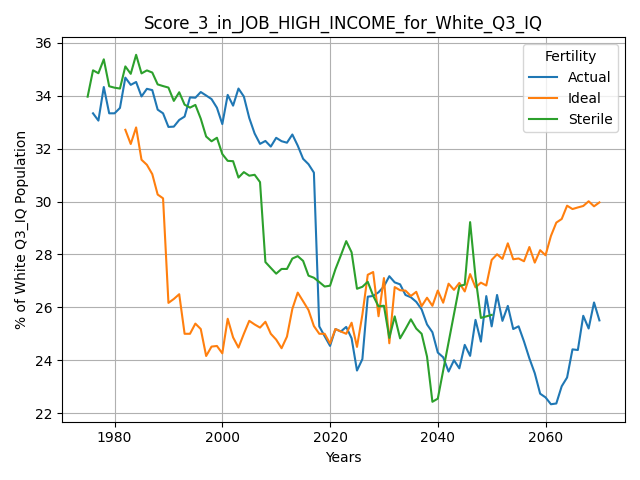 Score_3_in_JOB_HIGH_INCOME_for_White_Q3_IQ
% of White Q3_IQ Population
36
34
32
30
28
26
24
22
Fertility
Actual
Ideal
Sterile
1980
2000
2020
2040
2060
Years